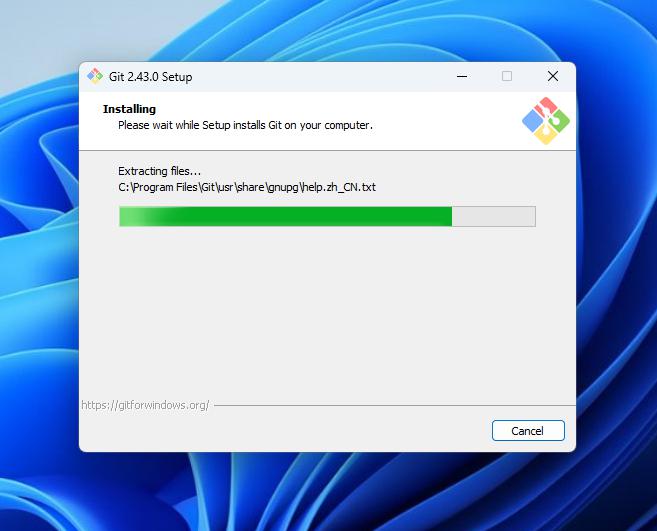 Git 2.43.0 Setup
Installing
Please wait while Setup installs Git on your computer.
Extracting files...
C:\Program Files\Git\usr\share\gnupg\help.zh_CN.txt
https://gitforwindows.org/
Cancel